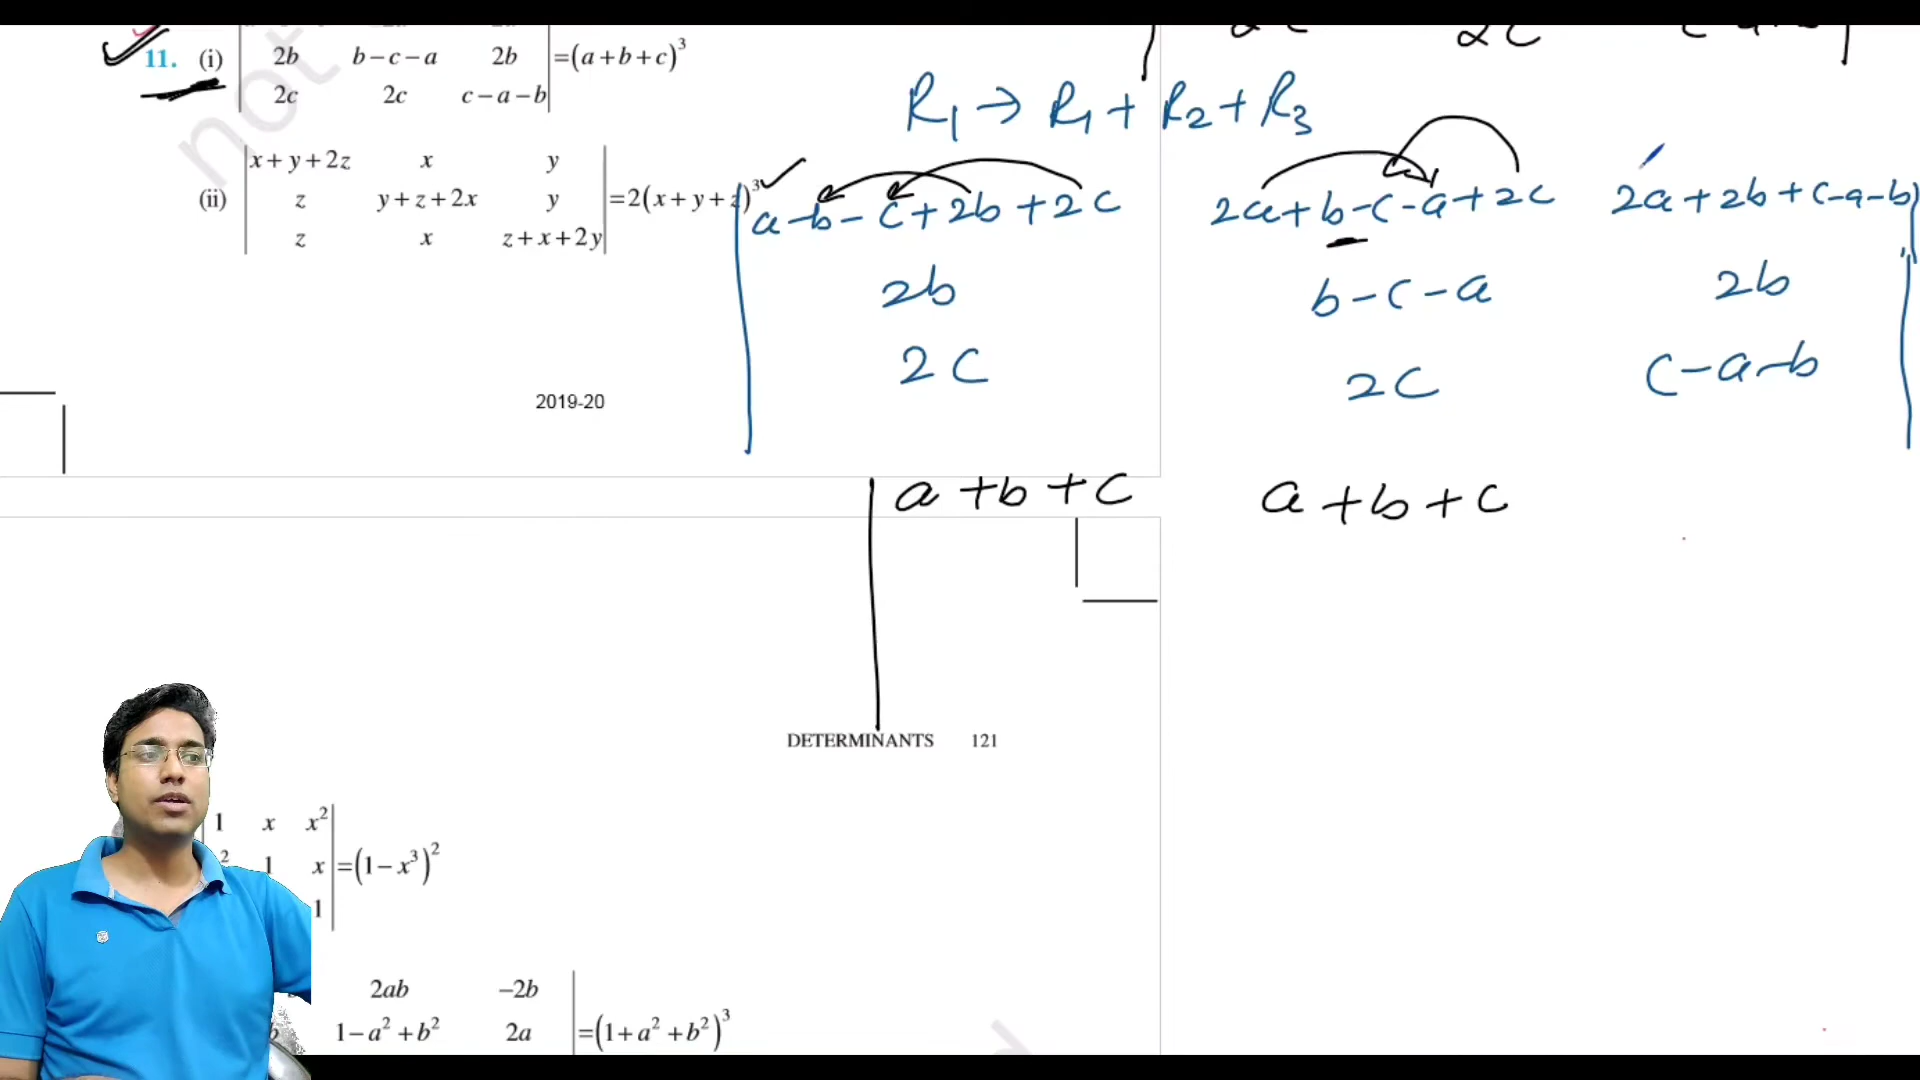 11. (i) 2b b−c−a 2b =(a+b+c)³
2c 2c c−a−b
R₁ → R₁ + R₂ + R₃
(ii) x+y+2z x y
z y+z+2x y =2(x+y+z)³
z x z+x+2y
a−b−c+2b+2c 2a+b−c−a+2c 2a+2b+c−a−b
2b b−c−a 2b
2c 2c c−a−b
2019-20
a+b+c a+b+c
DETERMINANTS 121
1 x x²
2 1 x =(1−x³)²
1
2ab −2b
1−a²+b² 2a =(1+a²+b²)³